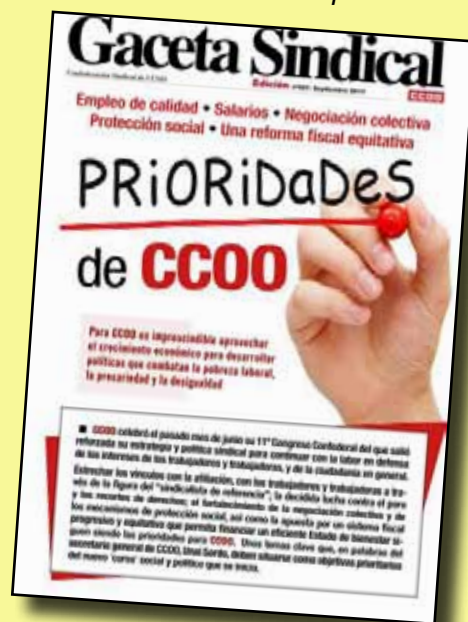 Gaceta Sindical
Confederación Sindical de CCOO
Edición Septiembre 2017
CCOO
Empleo de calidad • Salarios • Negociación colectiva
Protección social • Una reforma fiscal equitativa
PRiORiDaDeS
de CCOO
Para CCOO es imprescindible aprovechar
el crecimiento económico para desarrollar
políticas que combatan la pobreza laboral,
la precariedad y la desigualdad
■ CCOO celebró el pasado mes de junio su 11º Congreso Confederal del que salió
reforzada su estrategia y política sindical para continuar con la labor en defensa
de los intereses de los trabajadores y trabajadoras, y de la ciudadanía en general.
Estrechar los vínculos con la afiliación, con los trabajadores y trabajadoras a tra-
vés de la figura del "sindicalista de referencia"; la decidida lucha contra el paro
y los recortes de derechos; el fortalecimiento de la negociación colectiva y de
los mecanismos de protección social, así como la apuesta por un sistema fiscal
progresivo y equitativo que permita financiar un eficiente Estado de bienestar si-
guen siendo las prioridades para CCOO. Unos temas clave que, en palabras del
secretario general de CCOO, Unai Sordo, deben situarse como objetivos prioritarios
del nuevo 'curso' social y político que se inicia.